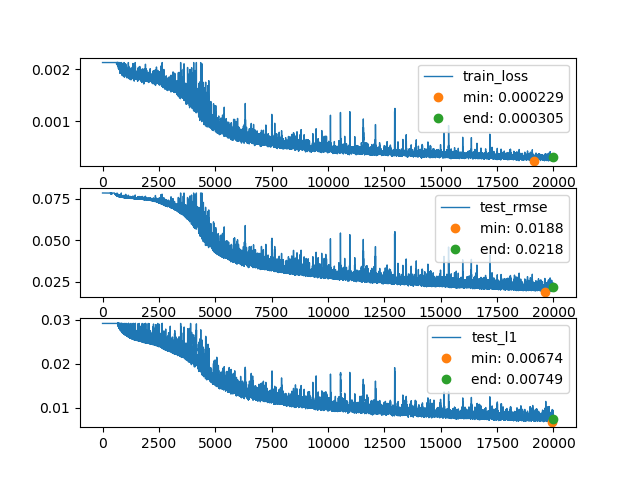 0.002
0.001
train_loss
min: 0.000229
end: 0.000305
0 2500 5000 7500 10000 12500 15000 17500 20000
0.075
0.050
0.025
test_rmse
min: 0.0188
end: 0.0218
0 2500 5000 7500 10000 12500 15000 17500 20000
0.03
0.02
0.01
test_l1
min: 0.00674
end: 0.00749
0 2500 5000 7500 10000 12500 15000 17500 20000